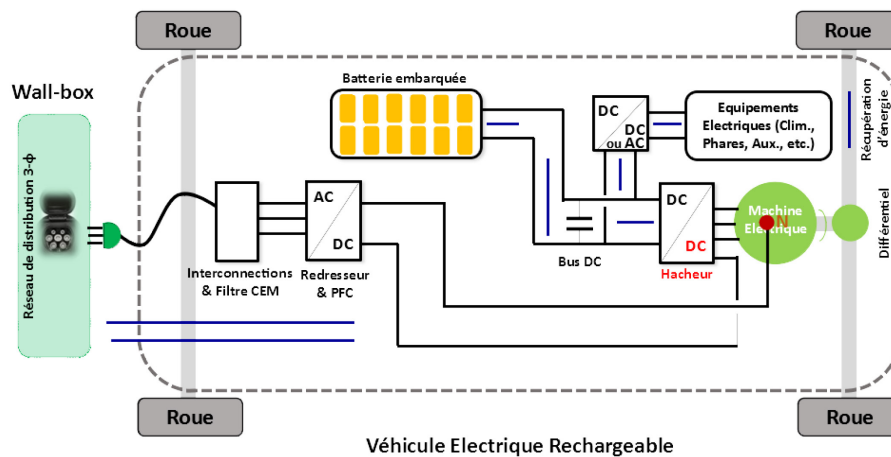 Roue
Roue
Wall-box
Réseau de distribution 3-ф
Batterie embarquée
DC
DC
ou AC
Equipements
Electriques (Clim.,
Phares, Aux., etc.)
Récupération
d'énergie
AC
DC
Interconnections
& Filtre CEM
Redresseur
& PFC
Bus DC
DC
DC
Hacheur
Machine
Electrique
N
Différentiel
Roue
Roue
Véhicule Electrique Rechargeable